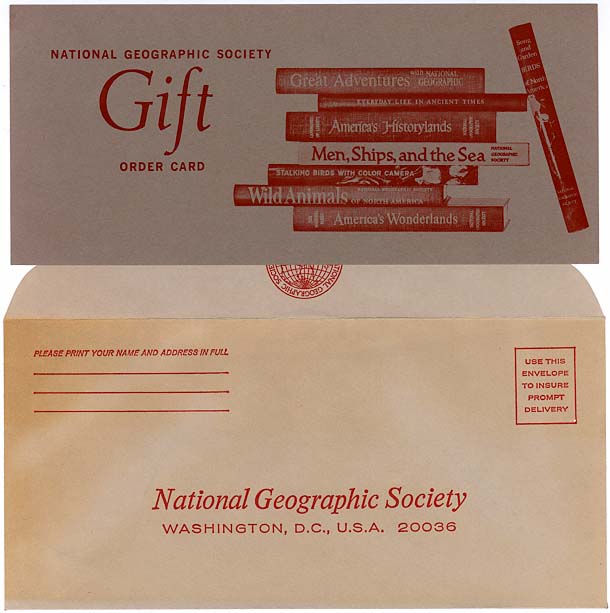 NATIONAL GEOGRAPHIC SOCIETY
Gift
ORDER CARD
Great Adventures with NATIONAL GEOGRAPHIC
EVERYDAY LIFE IN ANCIENT TIMES
America's Historylands
Men, Ships, and the Sea
NATIONAL
GEOGRAPHIC
SOCIETY
STALKING BIRDS WITH COLOR CAMERA
Wild Animals
NATIONAL GEOGRAPHIC SOCIETY
OF NORTH AMERICA
America's Wonderlands
Song
and
Garden
BIRDS
of North
America
PLEASE PRINT YOUR NAME AND ADDRESS IN FULL
USE THIS
ENVELOPE
TO INSURE
PROMPT
DELIVERY
National Geographic Society
WASHINGTON, D.C., U.S.A. 20036